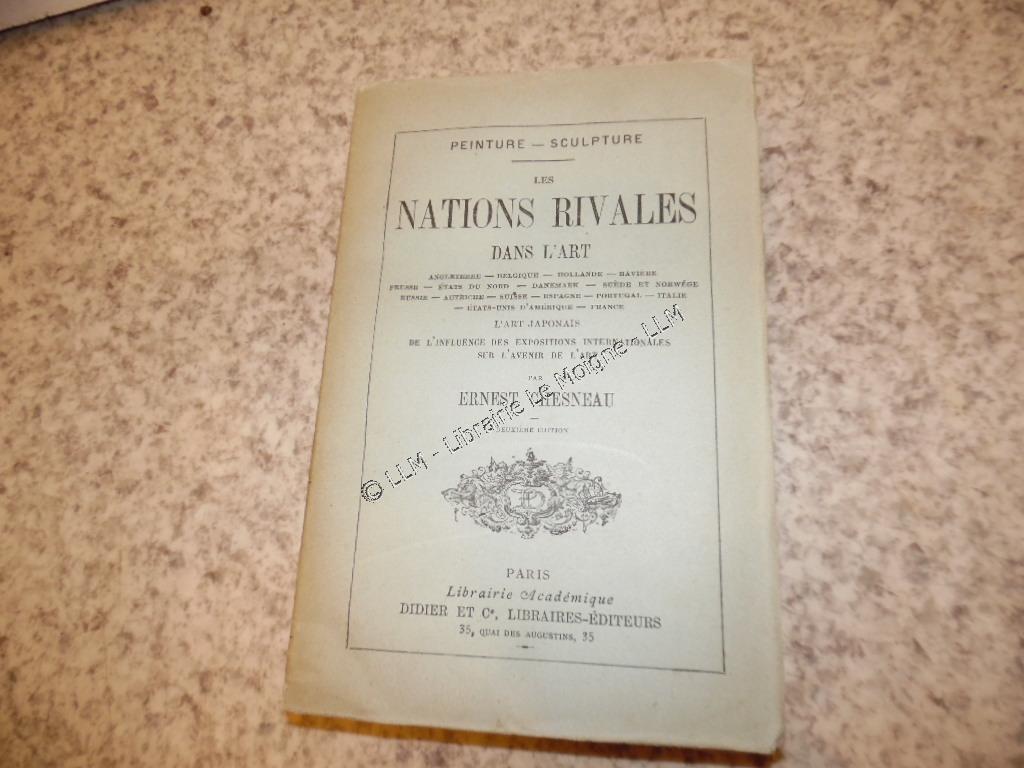 PEINTURE — SCULPTURE
LES
NATIONS RIVALES
DANS L'ART
ANGLETERRE — BELGIQUE — HOLLANDE — BAVIÈRE
PRUSSE — ÉTATS DU NORD — DANEMARK — SUÈDE ET NORWÉGE
RUSSIE — AUTRICHE — SUISSE — ESPAGNE — PORTUGAL — ITALIE
— ÉTATS-UNIS D'AMÉRIQUE — FRANCE
L'ART JAPONAIS
DE L'INFLUENCE DES EXPOSITIONS INTERNATIONALES
SUR L'AVENIR DE L'ART
PAR
ERNEST CHESNEAU
DEUXIÈME ÉDITION
© LLM - Librairie Le Moigne - LLM
PARIS
Librairie Académique
DIDIER ET Cᵉ, LIBRAIRES-ÉDITEURS
35, QUAI DES AUGUSTINS, 35